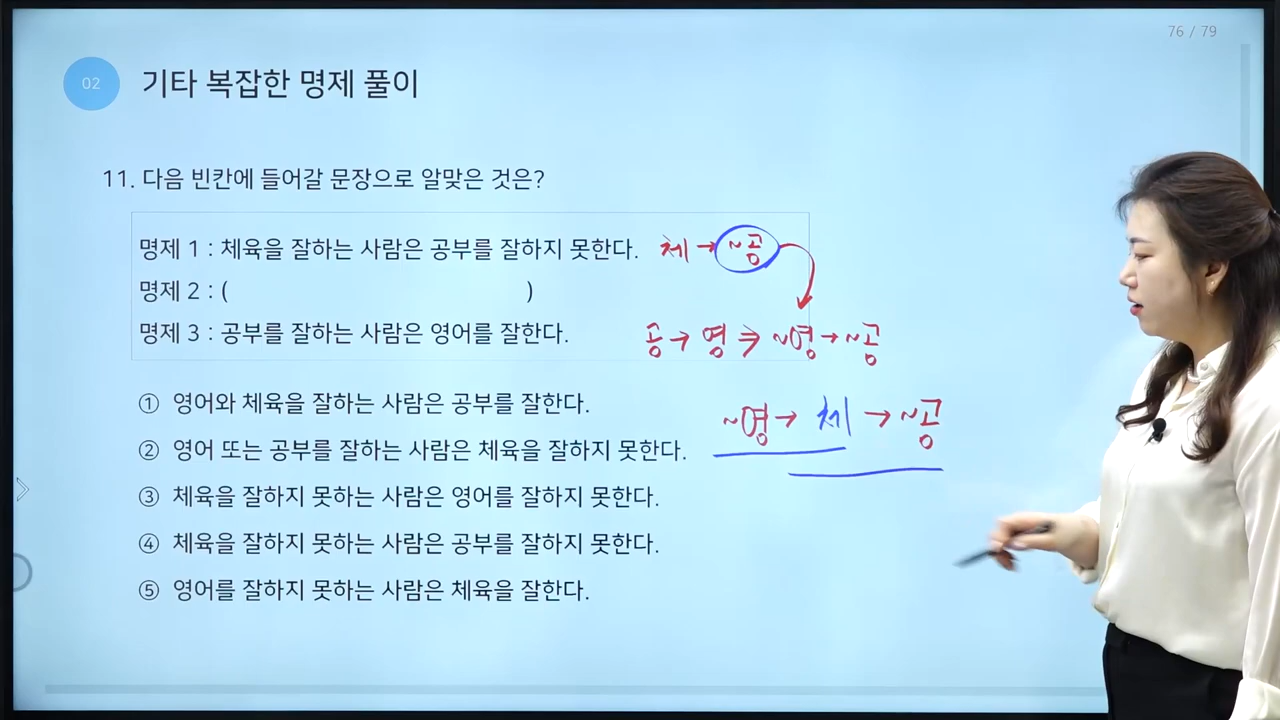 76 / 79
02 기타 복잡한 명제 풀이
11. 다음 빈칸에 들어갈 문장으로 알맞은 것은?
명제 1 : 체육을 잘하는 사람은 공부를 잘하지 못한다. 체→~공
명제 2 : ( )
명제 3 : 공부를 잘하는 사람은 영어를 잘한다. 공→영⇒~영→~공
① 영어와 체육을 잘하는 사람은 공부를 잘한다. ~영→체→~공
② 영어 또는 공부를 잘하는 사람은 체육을 잘하지 못한다.
③ 체육을 잘하지 못하는 사람은 영어를 잘하지 못한다.
④ 체육을 잘하지 못하는 사람은 공부를 잘하지 못한다.
⑤ 영어를 잘하지 못하는 사람은 체육을 잘한다.